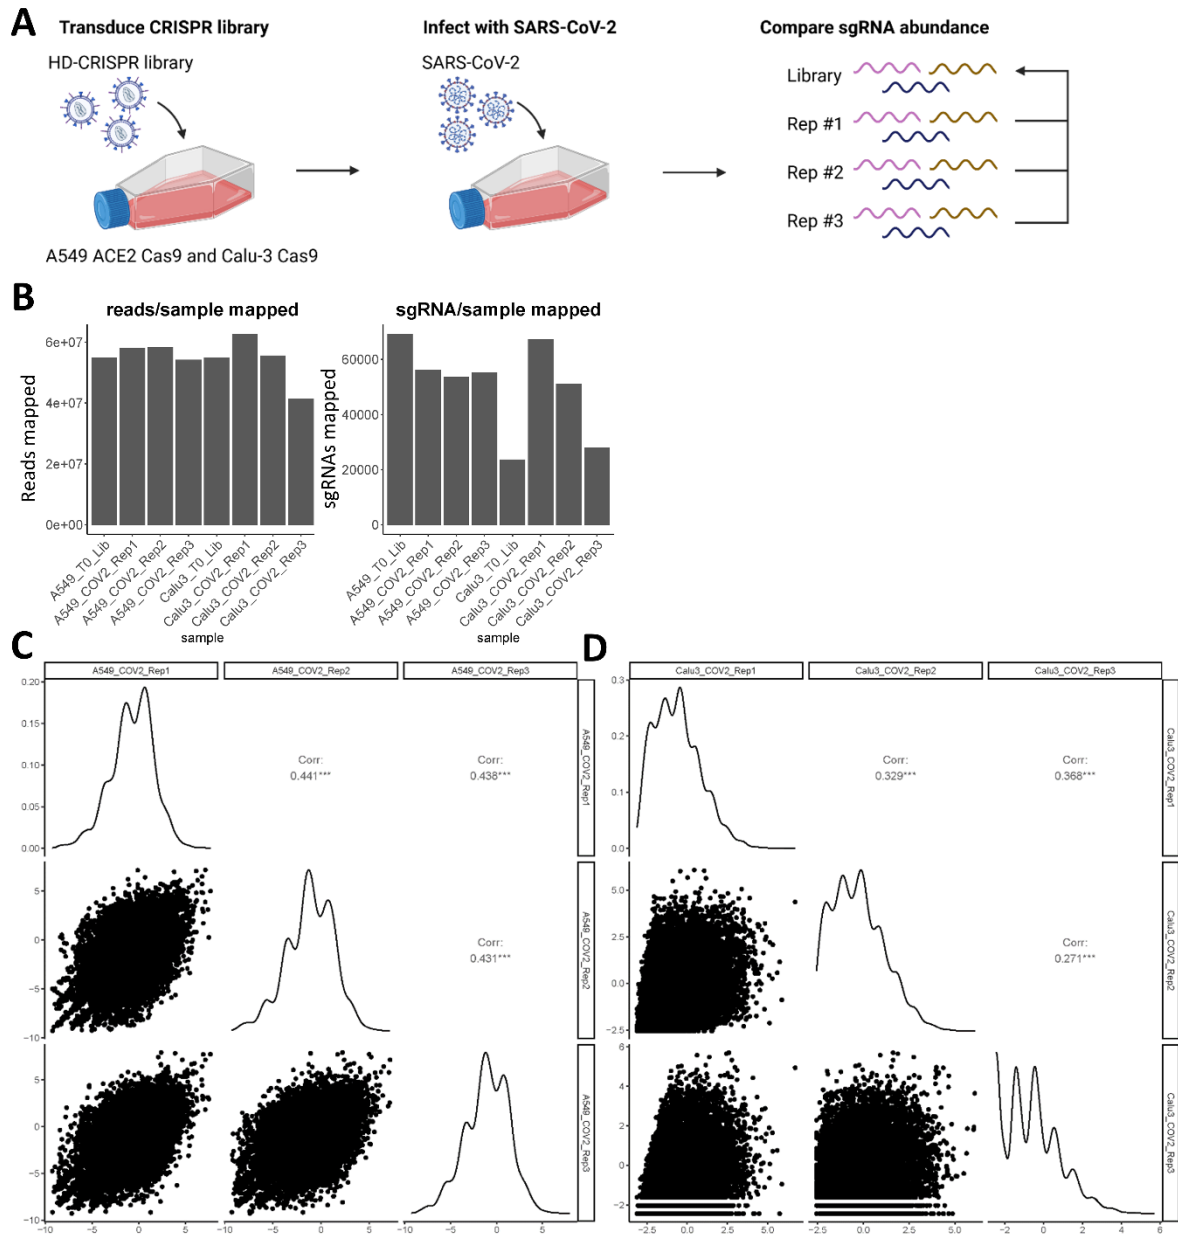 A
Transduce CRISPR library
Infect with SARS-CoV-2
Compare sgRNA abundance
HD-CRISPR library
SARS-CoV-2
Library
Rep #1
Rep #2
Rep #3
A549 ACE2 Cas9 and Calu-3 Cas9
B
reads/sample mapped
sgRNA/sample mapped
Reads mapped
6e+07
4e+07
2e+07
0e+00
A549_T0_Lib
A549_COV2_Rep1
A549_COV2_Rep2
A549_COV2_Rep3
Calu3_T0_Lib
Calu3_COV2_Rep1
Calu3_COV2_Rep2
Calu3_COV2_Rep3
sample
sgRNAs mapped
60000
40000
20000
0
A549_T0_Lib
A549_COV2_Rep1
A549_COV2_Rep2
A549_COV2_Rep3
Calu3_T0_Lib
Calu3_COV2_Rep1
Calu3_COV2_Rep2
Calu3_COV2_Rep3
sample
C
A549_COV2_Rep1
A549_COV2_Rep2
A549_COV2_Rep3
0.20
0.15
0.10
0.05
0.00
Corr:
0.441***
Corr:
0.438***
A549_COV2_Rep1
5
0
−5
−10
Corr:
0.431***
A549_COV2_Rep2
5
0
−5
−10
A549_COV2_Rep3
−10
−5
0
5
−10
−5
0
5
−10
−5
0
5
D
Calu3_COV2_Rep1
Calu3_COV2_Rep2
Calu3_COV2_Rep3
0.3
0.2
0.1
0.0
Corr:
0.329***
Corr:
0.368***
Calu3_COV2_Rep1
5.0
2.5
0.0
−2.5
Corr:
0.271***
Calu3_COV2_Rep2
6
4
2
0
−2
Calu3_COV2_Rep3
−2.5
0.0
2.5
5.0
−2.5
0.0
2.5
5.0
−2
0
2
4
6